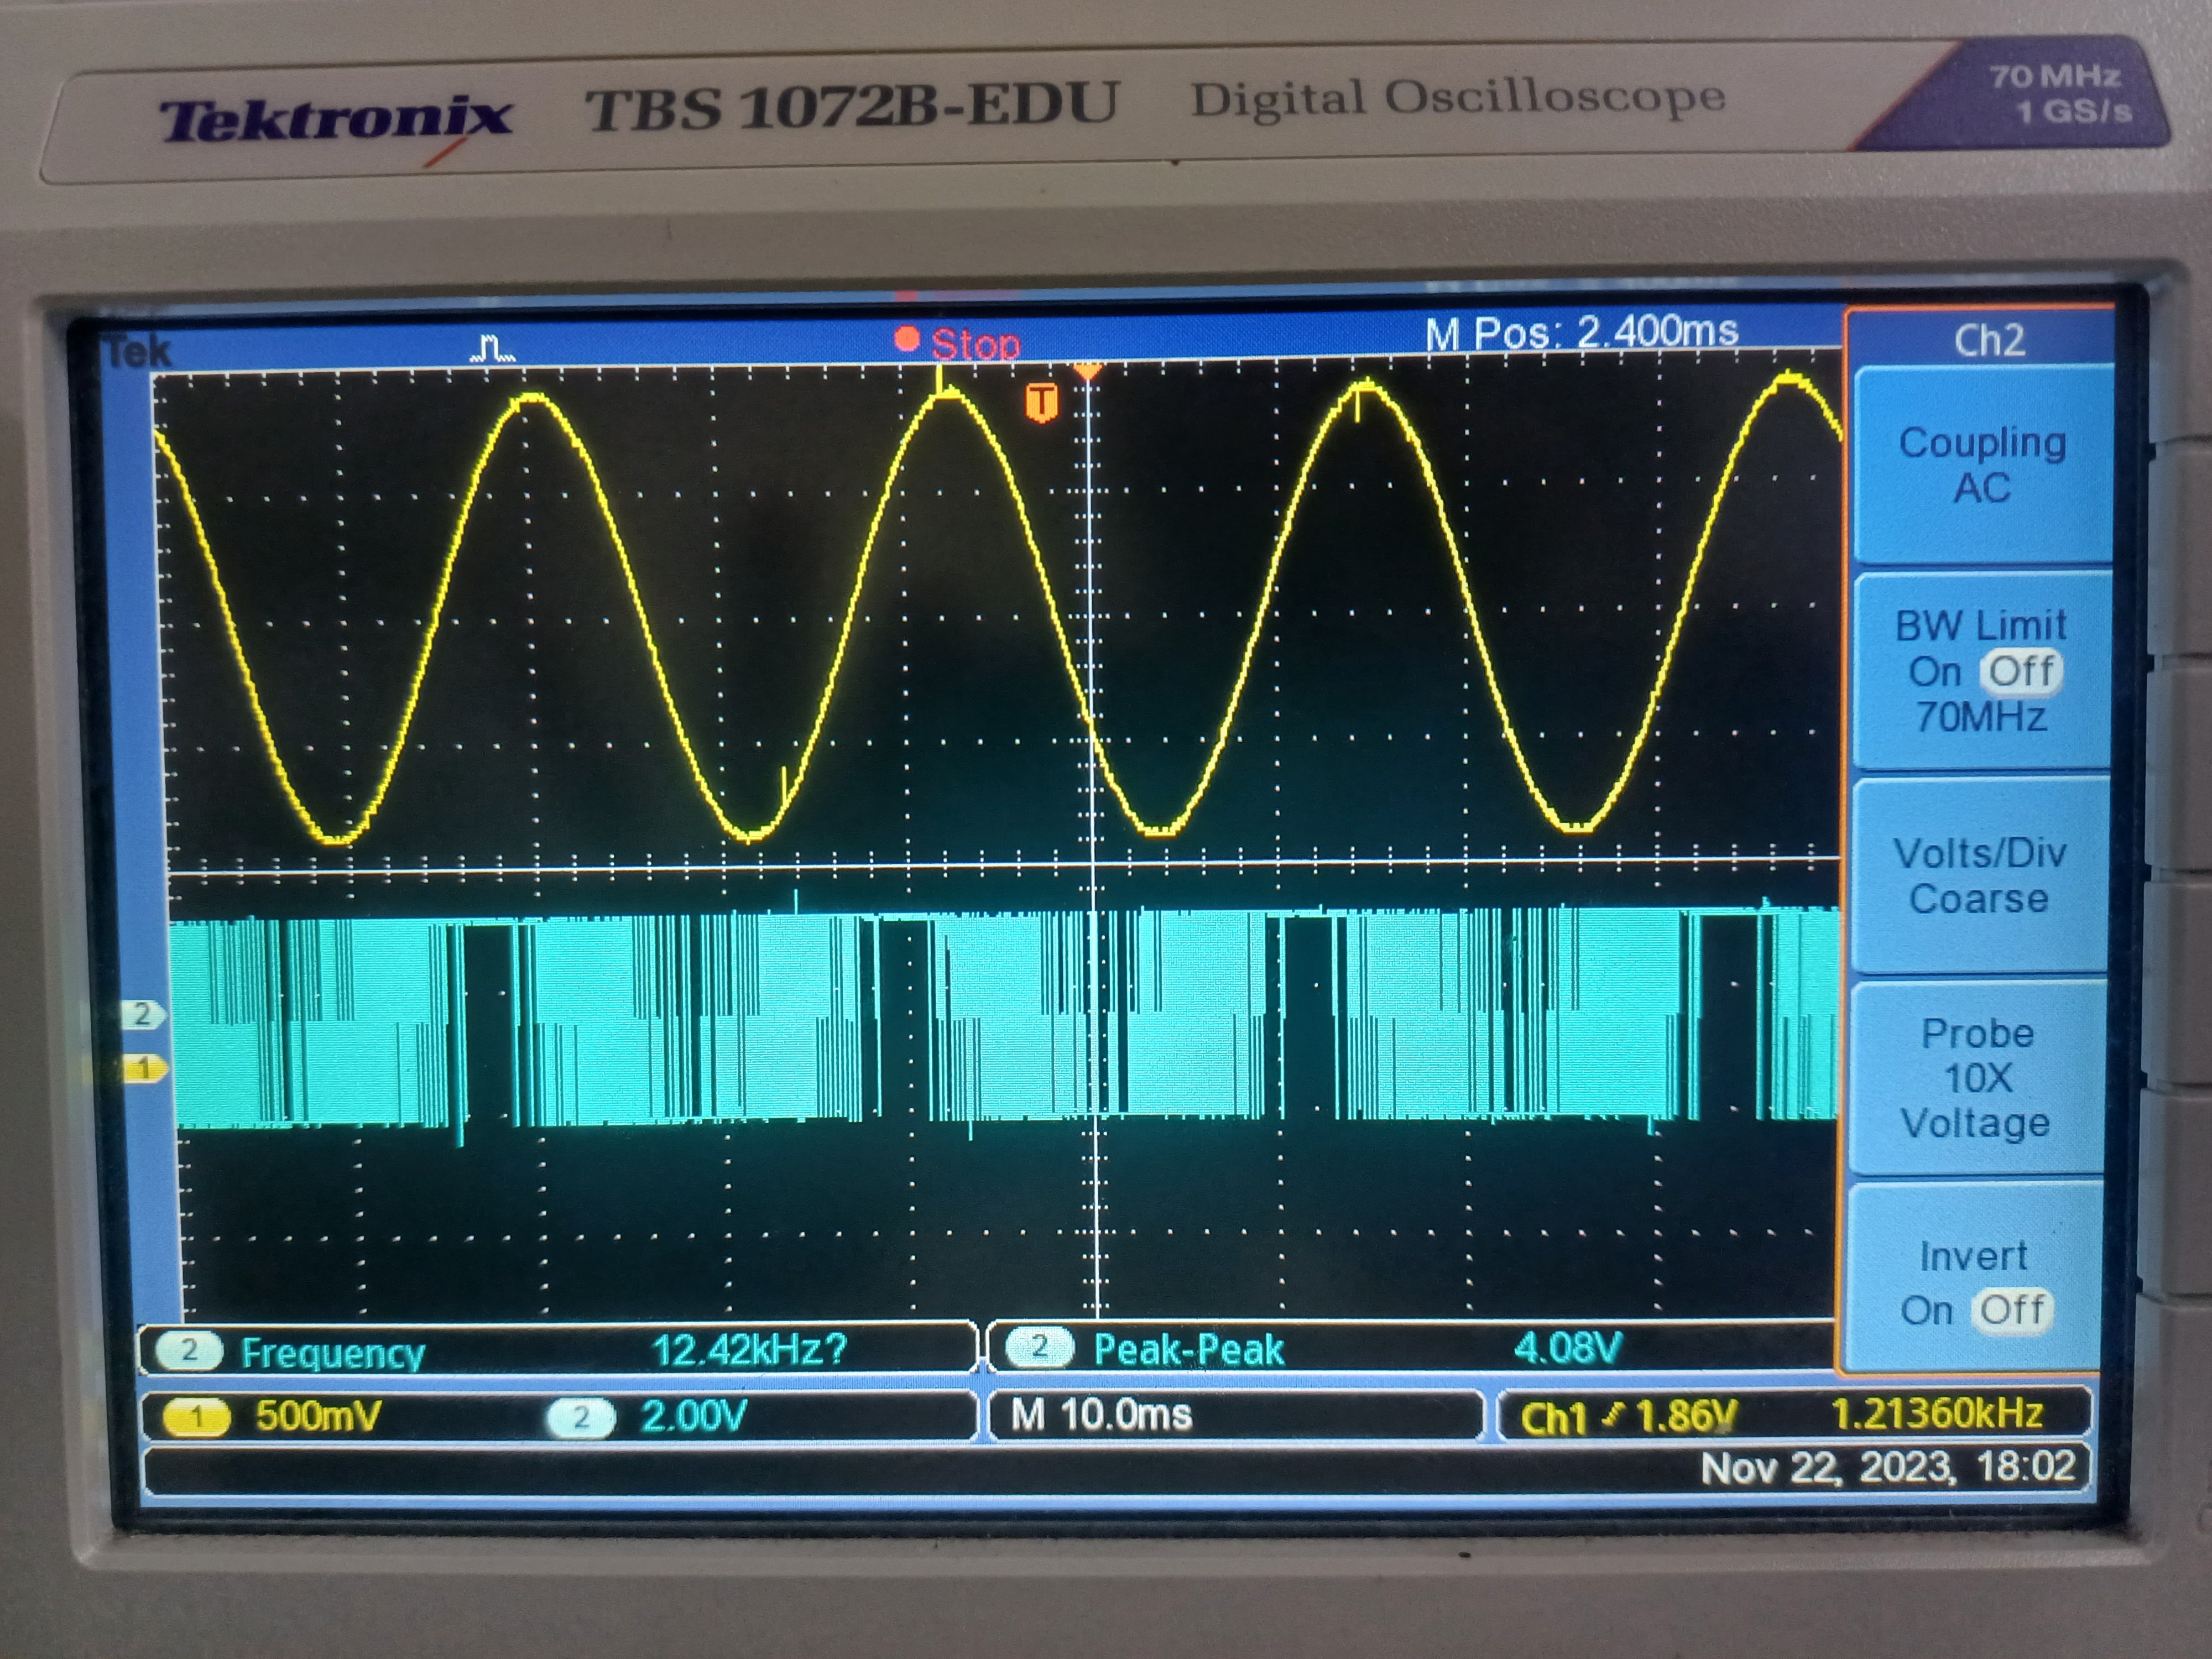 Tektronix TBS 1072B-EDU Digital Oscilloscope 70 MHz
1 GS/s
Tek Stop M Pos: 2.400ms
T
Ch2
Coupling
AC
BW Limit
On Off
70MHz
Volts/Div
Coarse
Probe
10X
Voltage
Invert
On Off
2
1
2 Frequency 12.42kHz? 2 Peak-Peak 4.08V
1 500mV 2 2.00V M 10.0ms Ch1 1.86V 1.21360kHz
Nov 22, 2023, 18:02